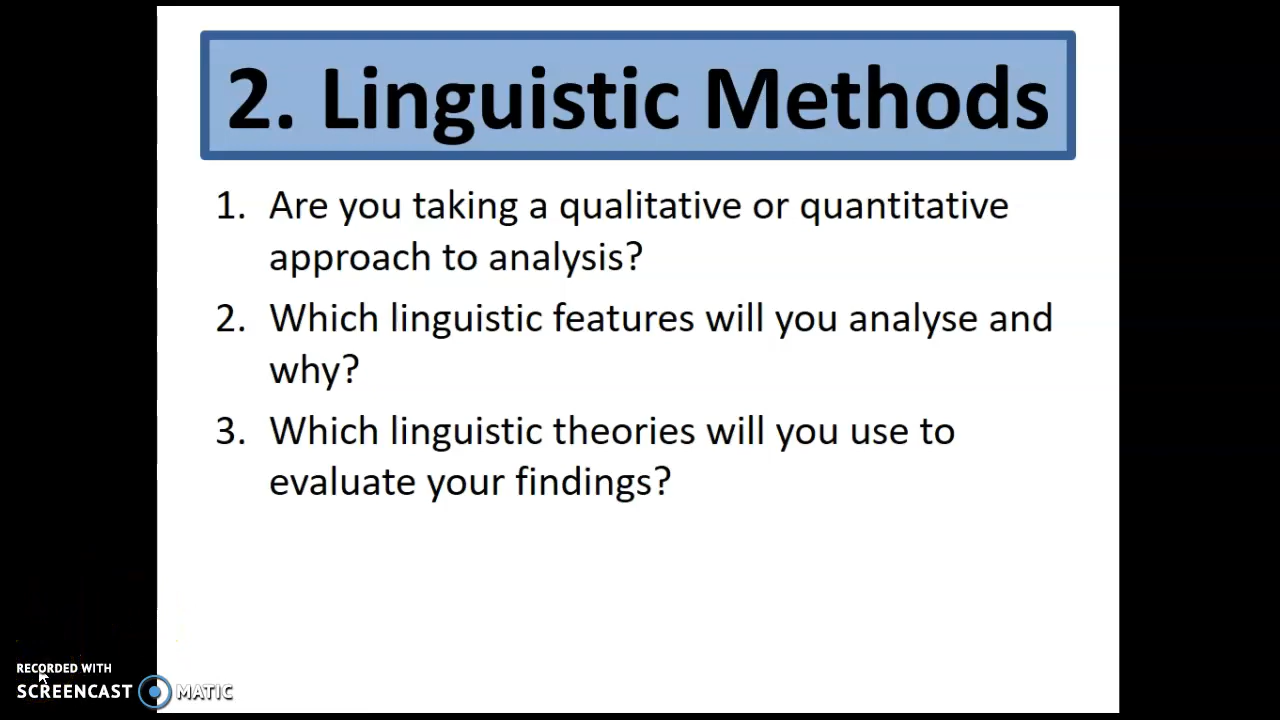 2. Linguistic Methods
1. Are you taking a qualitative or quantitative
approach to analysis?
2. Which linguistic features will you analyse and
why?
3. Which linguistic theories will you use to
evaluate your findings?
RECORDED WITH
SCREENCAST MATIC